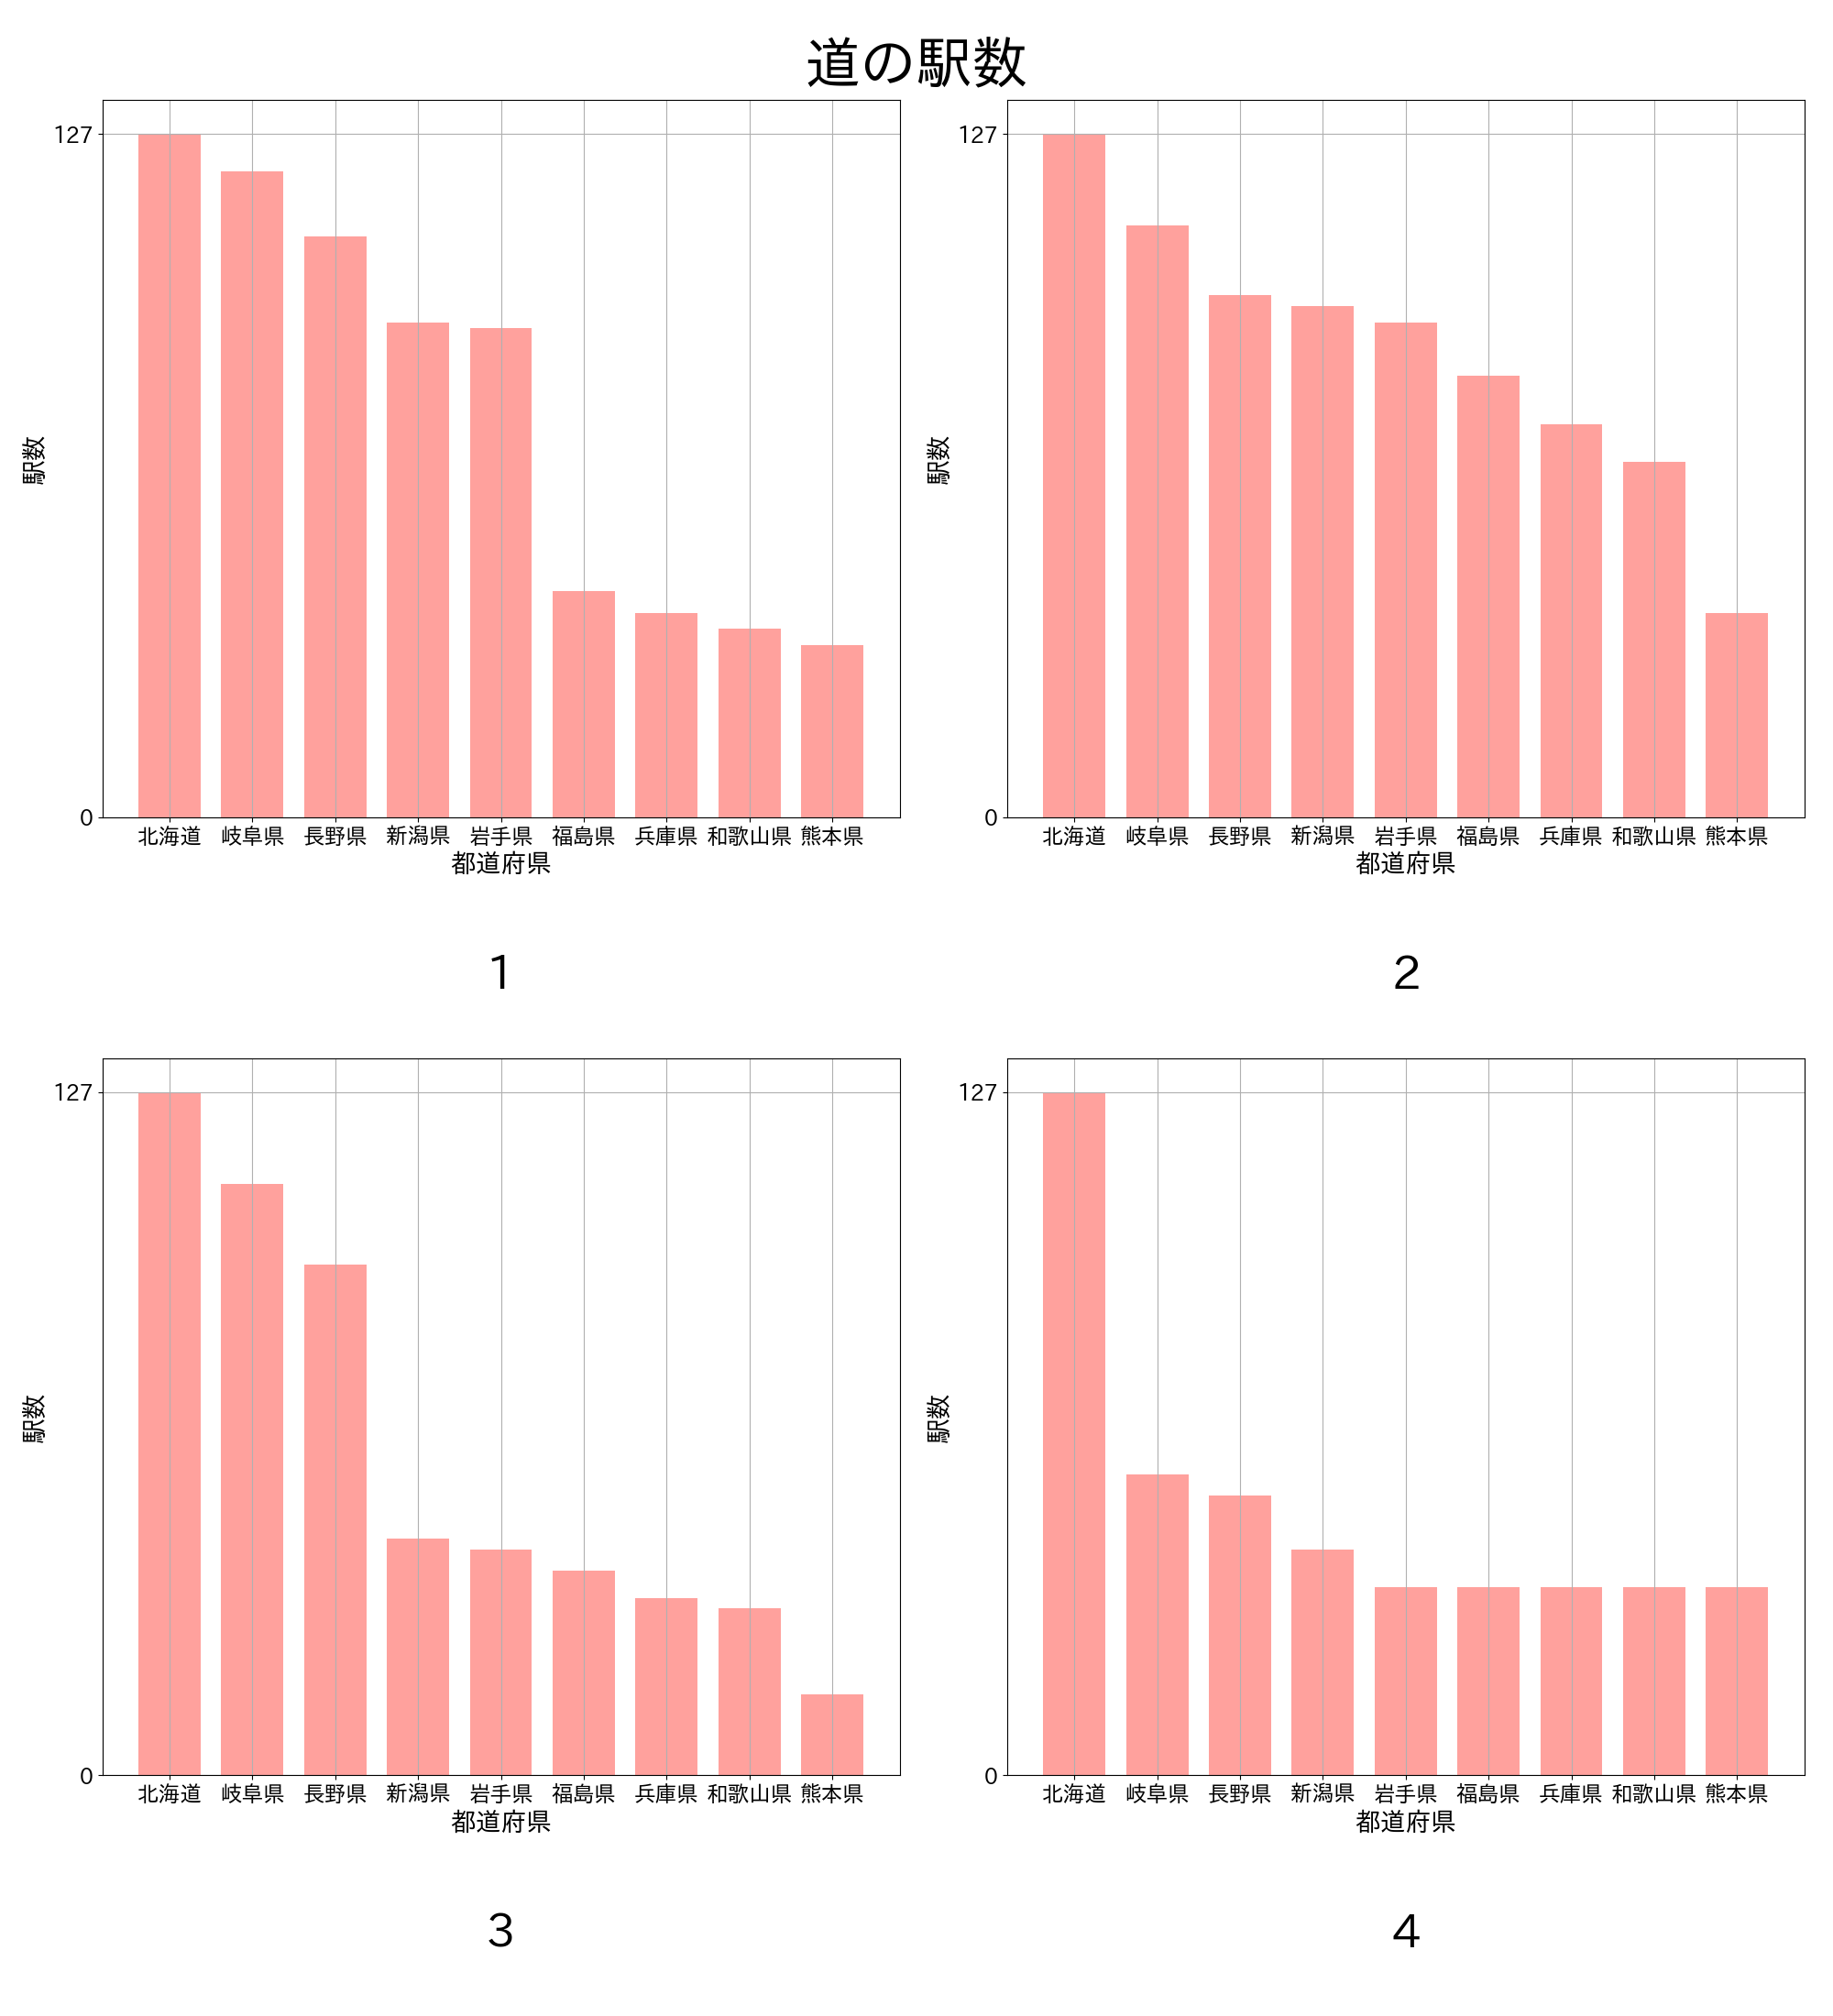 道の駅数
127
駅数
0
北海道 岐阜県 長野県 新潟県 岩手県 福島県 兵庫県 和歌山県 熊本県
都道府県
1
127
駅数
0
北海道 岐阜県 長野県 新潟県 岩手県 福島県 兵庫県 和歌山県 熊本県
都道府県
2
127
駅数
0
北海道 岐阜県 長野県 新潟県 岩手県 福島県 兵庫県 和歌山県 熊本県
都道府県
3
127
駅数
0
北海道 岐阜県 長野県 新潟県 岩手県 福島県 兵庫県 和歌山県 熊本県
都道府県
4